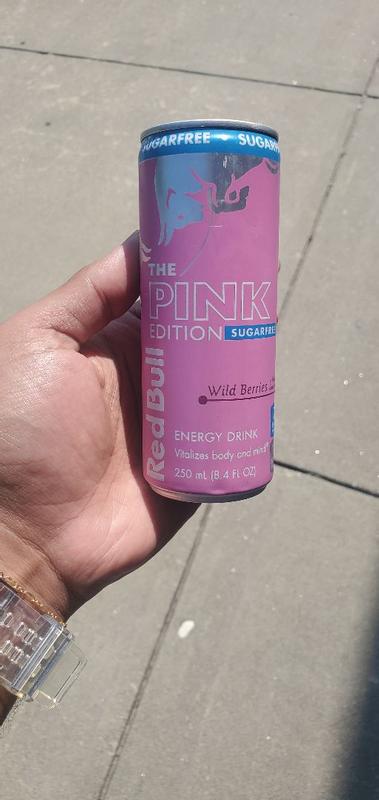 SUGARFREE SUGARF
THE
PINK
EDITION SUGARFREE
Red Bull
Wild Berries
ENERGY DRINK
Vitalizes body and mind®
250 mL (8.4 FL OZ)